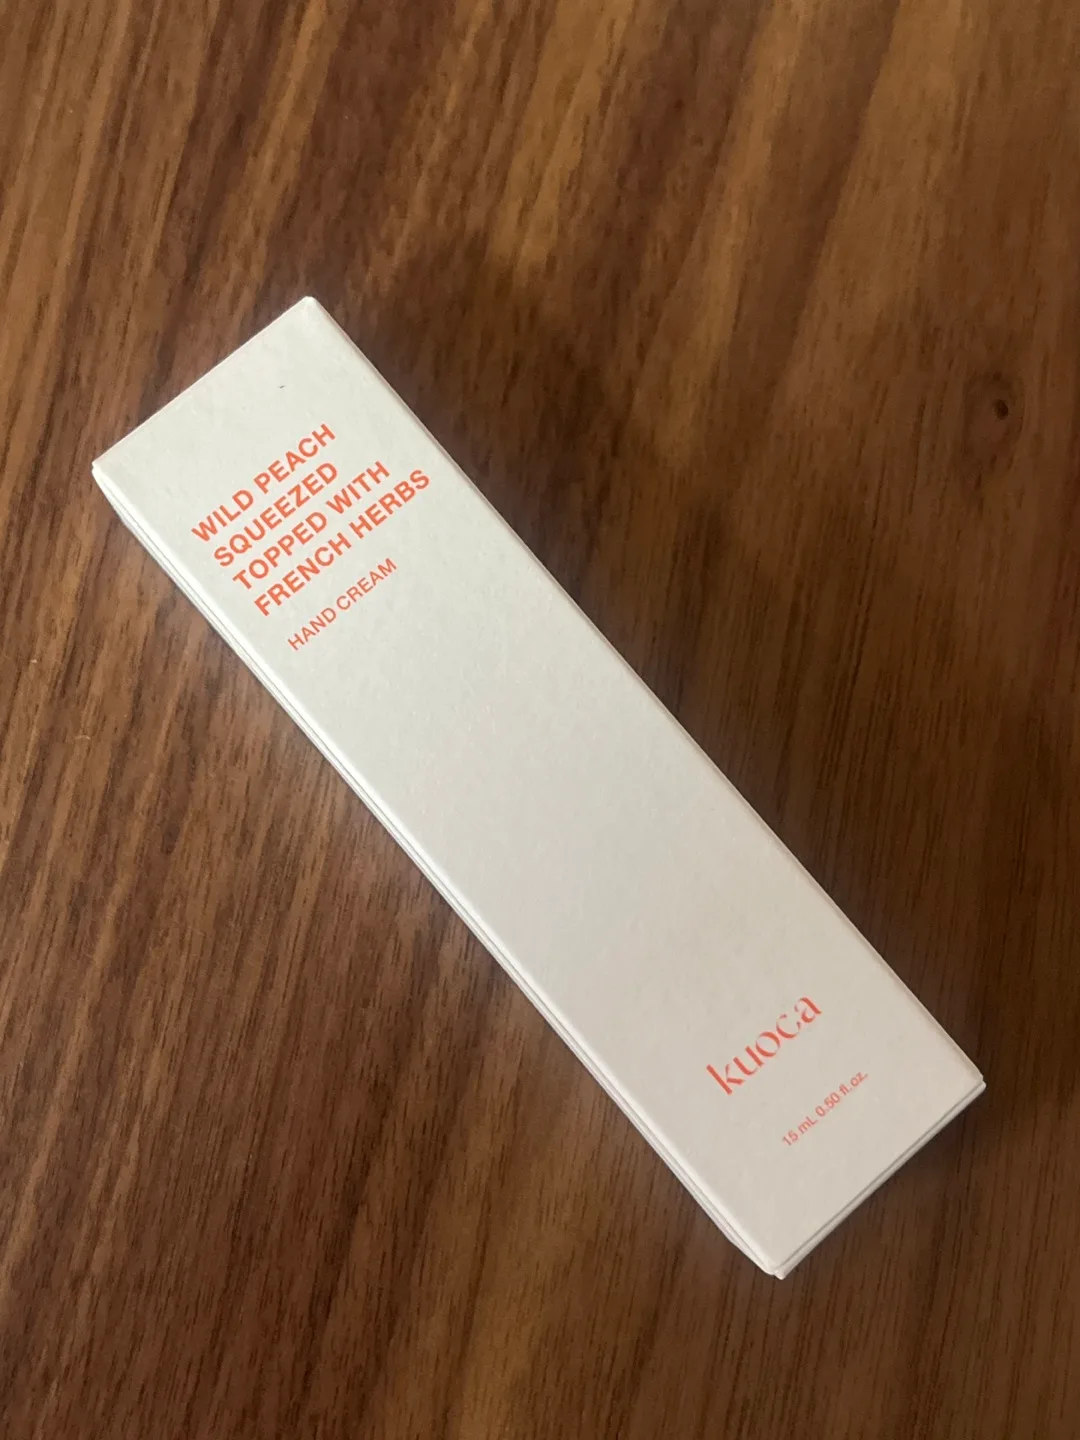 WILD PEACH
SQUEEZED
TOPPED WITH
FRENCH HERBS
HAND CREAM
kuoca
15 mL 0.50 fl.oz.